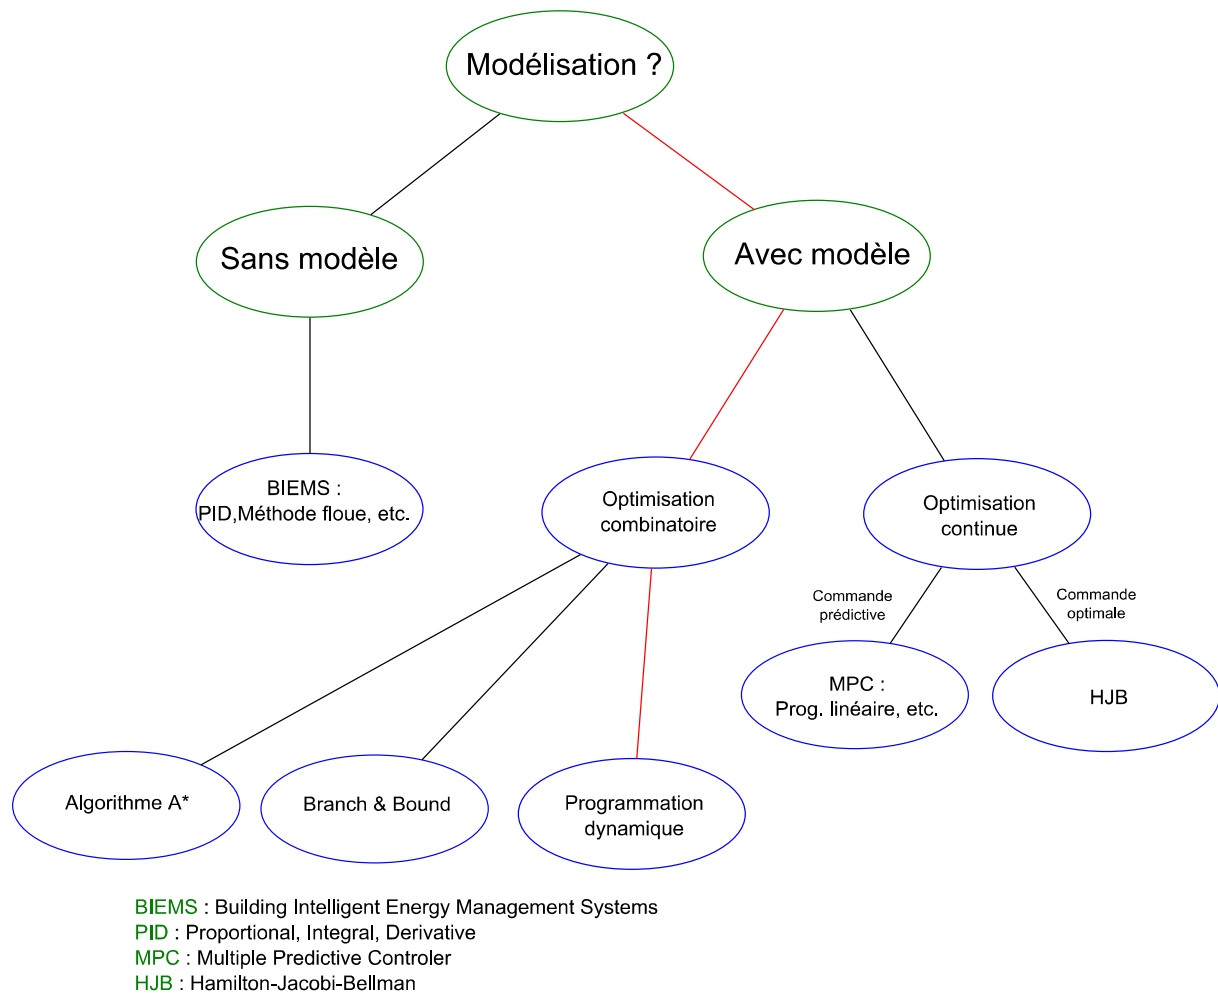 Modélisation ?
Sans modèle
Avec modèle
BIEMS :
PID,Méthode floue, etc.
Optimisation
combinatoire
Optimisation
continue
Commande
prédictive
Commande
optimale
MPC :
Prog. linéaire, etc.
HJB
Algorithme A*
Branch & Bound
Programmation
dynamique
BIEMS : Building Intelligent Energy Management Systems
PID : Proportional, Integral, Derivative
MPC : Multiple Predictive Controler
HJB : Hamilton-Jacobi-Bellman